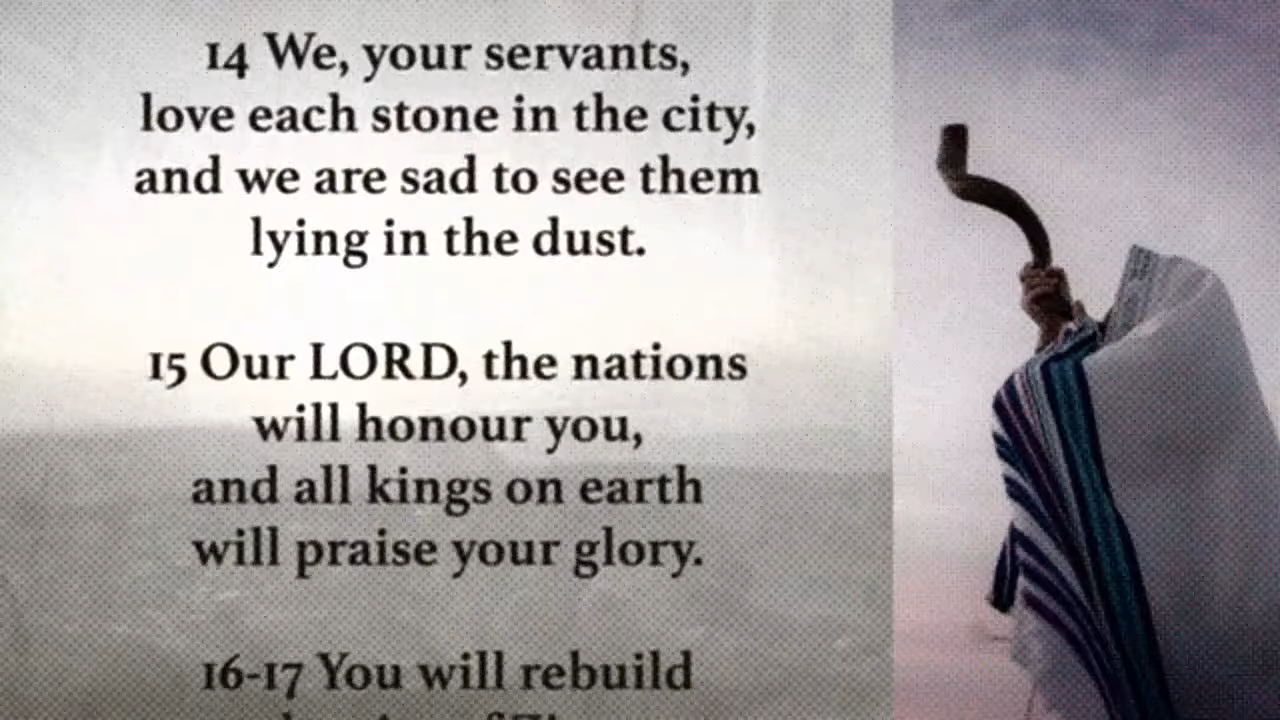 14 We, your servants,
love each stone in the city,
and we are sad to see them
lying in the dust.
15 Our LORD, the nations
will honour you,
and all kings on earth
will praise your glory.
16-17 You will rebuild